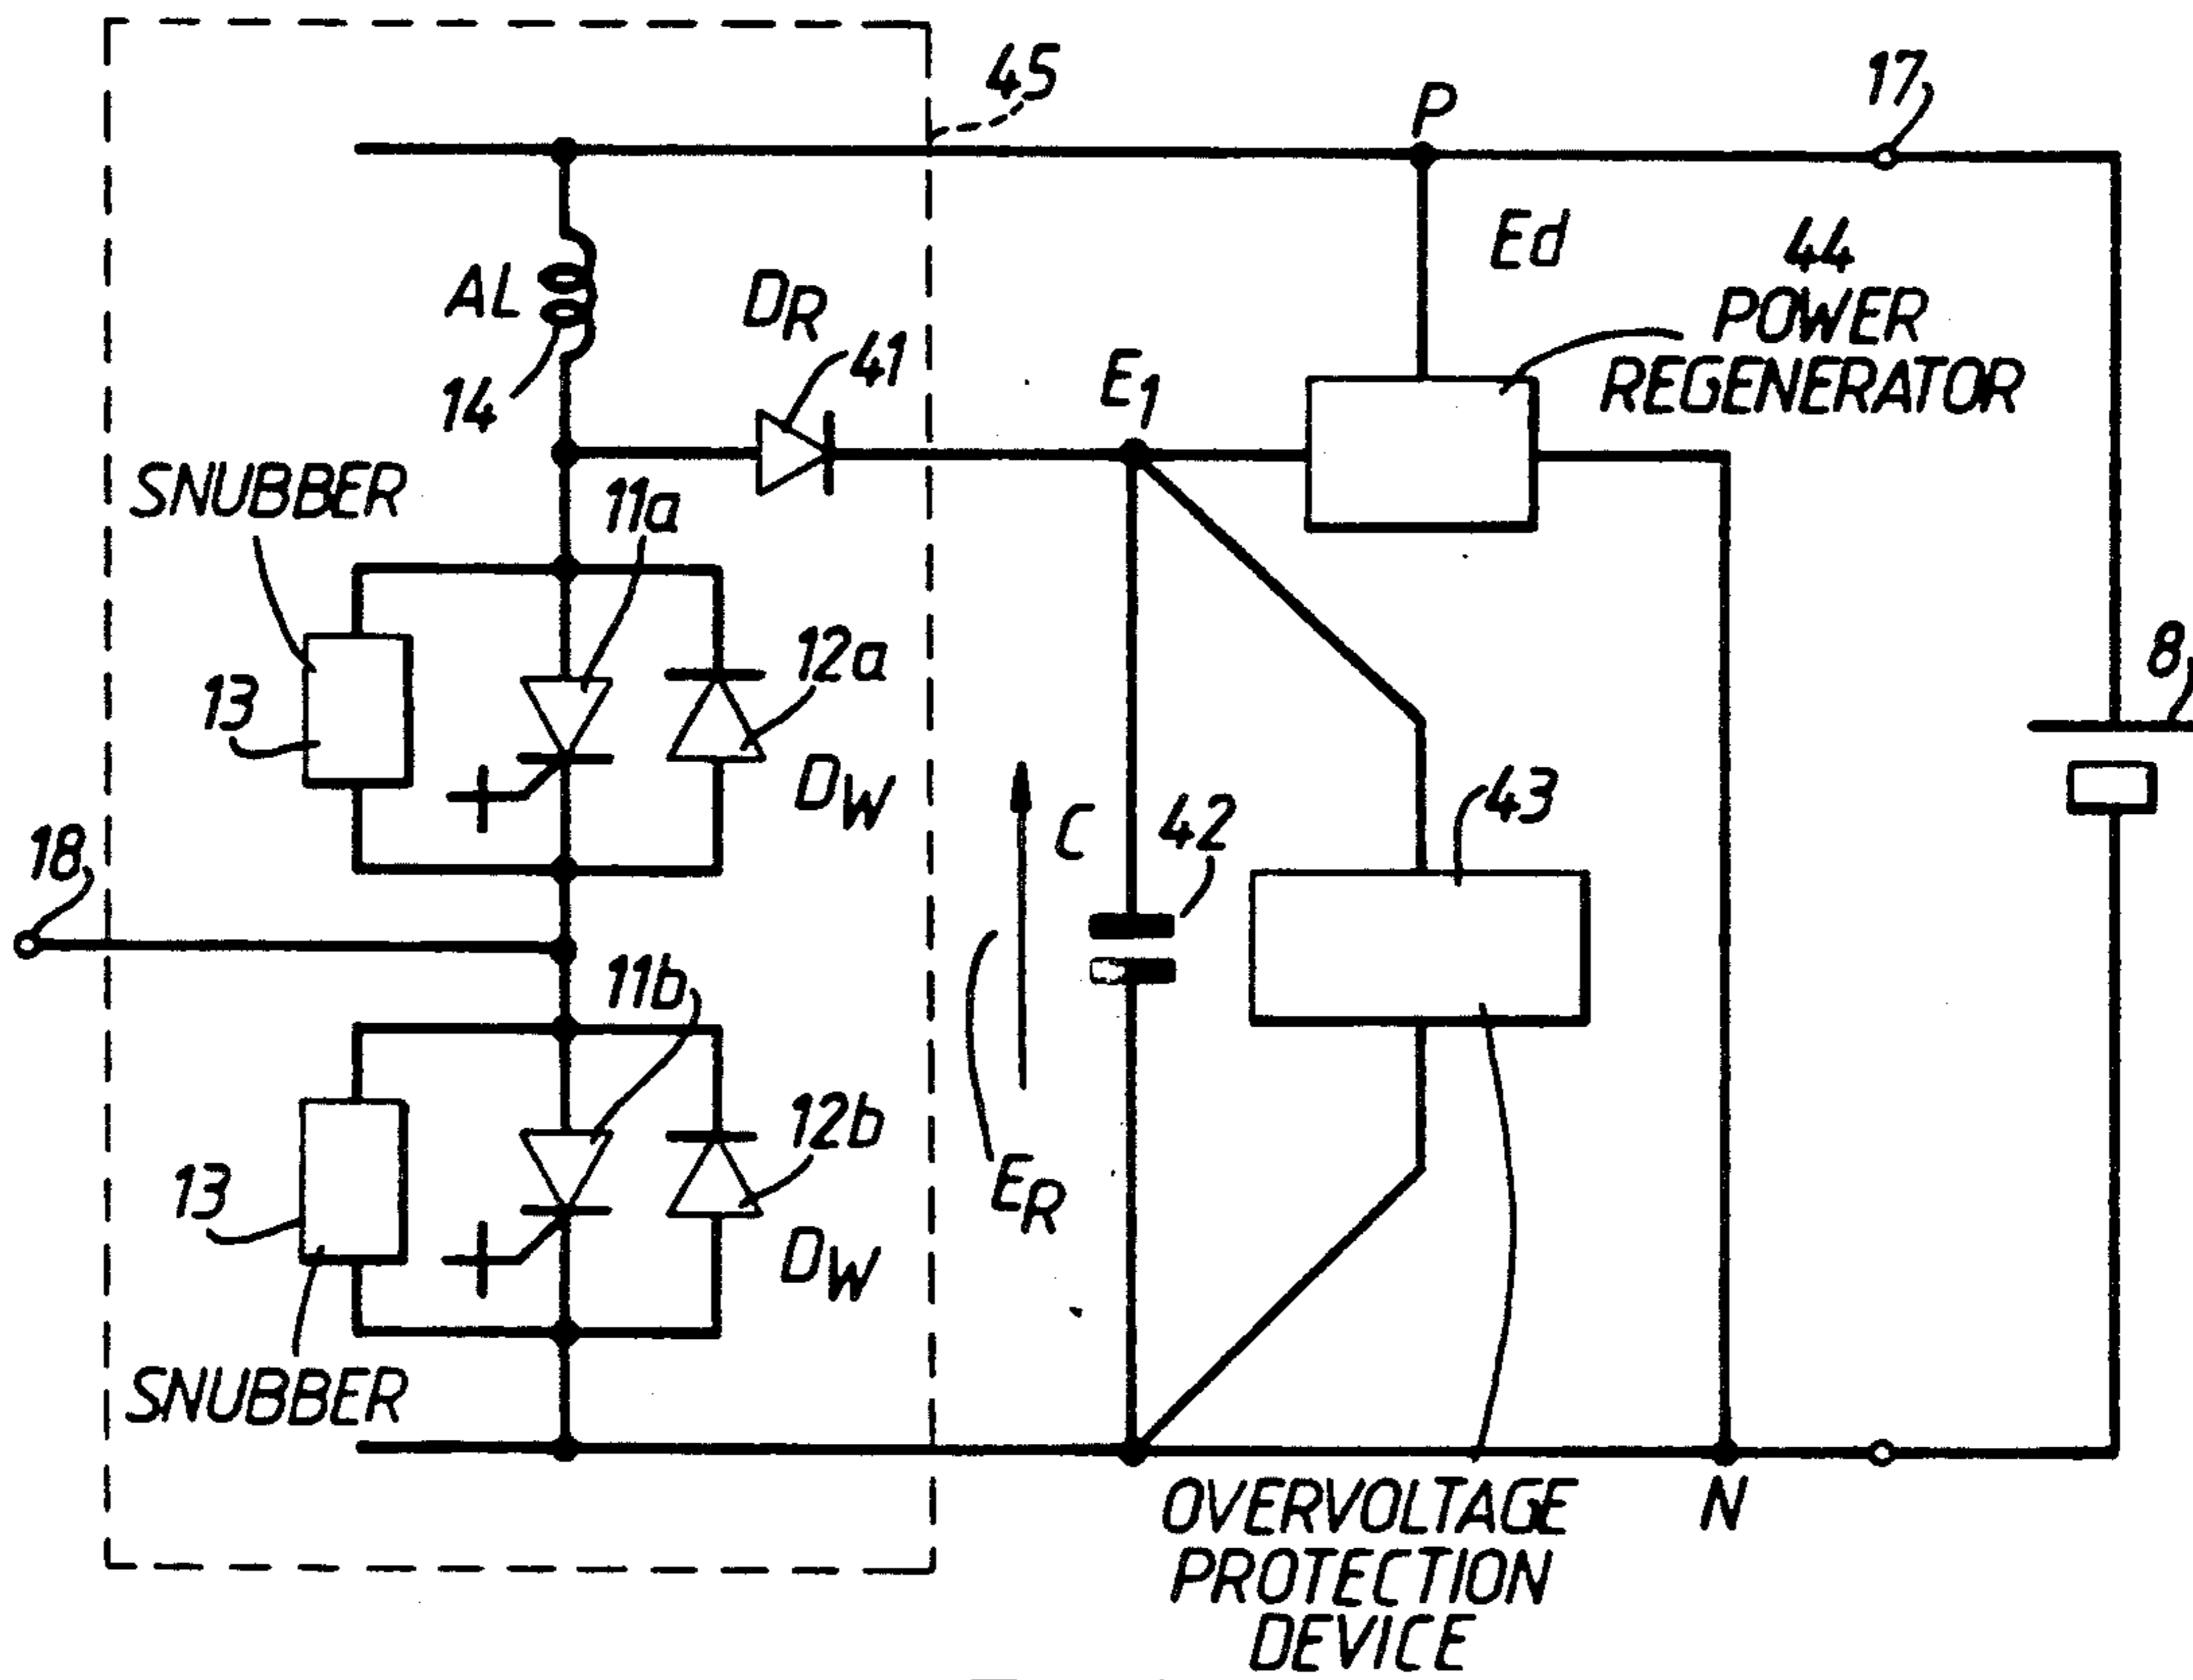 45
P
17
Ed
44
POWER
REGENERATOR
AL
DR
41
E1
14
SNUBBER
11a
12a
13
8
DW
43
C
42
18
11b
12b
ER
13
DW
SNUBBER
OVERVOLTAGE
PROTECTION
DEVICE
N